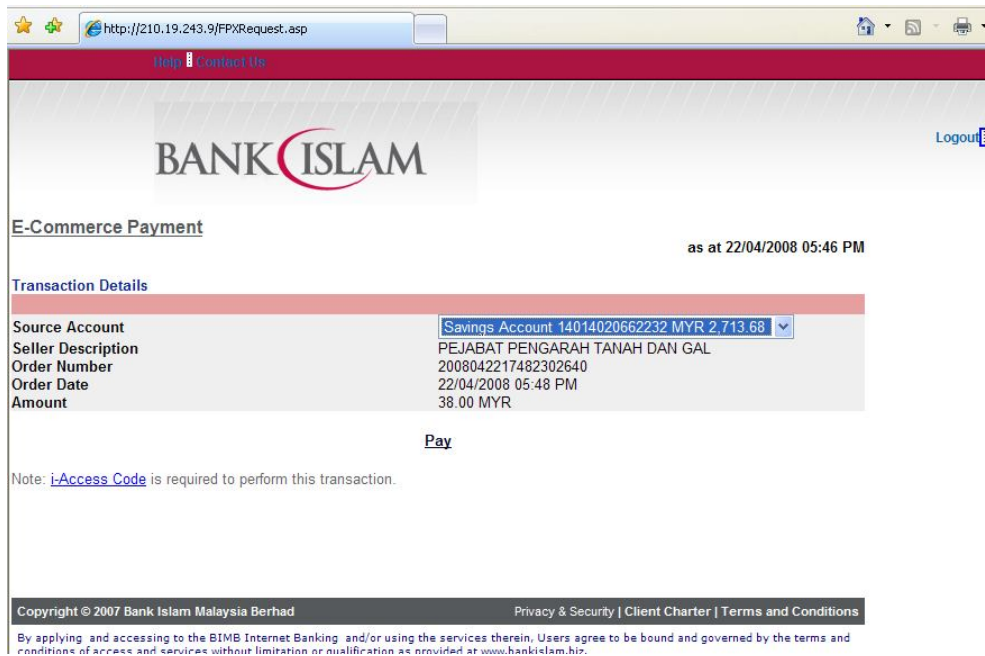 http://210.19.243.9/FPXRequest.asp
Help Contact Us
Logout
BANK ISLAM
E-Commerce Payment
as at 22/04/2008 05:46 PM
Transaction Details
Source Account Savings Account 14014020662232 MYR 2,713.68
Seller Description PEJABAT PENGARAH TANAH DAN GAL
Order Number 2008042217482302640
Order Date 22/04/2008 05:48 PM
Amount 38.00 MYR
Pay
Note: i-Access Code is required to perform this transaction.
Copyright © 2007 Bank Islam Malaysia Berhad Privacy & Security | Client Charter | Terms and Conditions
By applying and accessing to the BIMB Internet Banking and/or using the services therein, Users agree to be bound and governed by the terms and
conditions of access and services without limitation or qualification as provided at www.bankislam.biz.